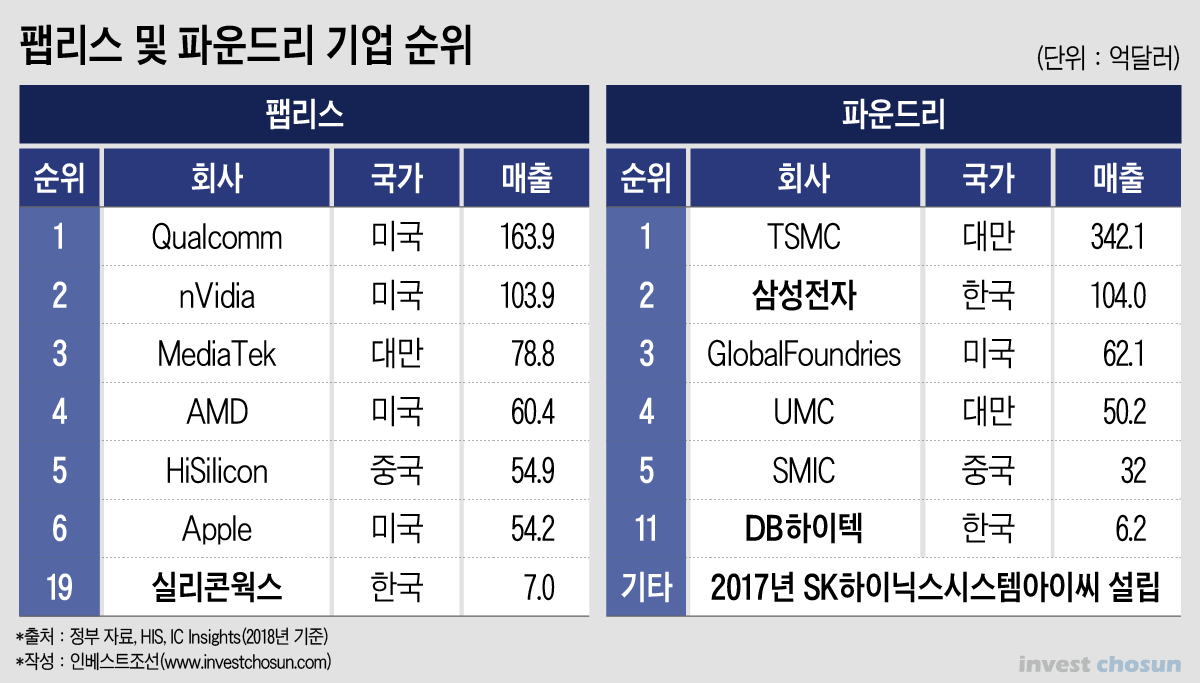 팹리스 및 파운드리 기업 순위
(단위 : 억달러)
팹리스
순위 회사 국가 매출
1 Qualcomm 미국 163.9
2 nVidia 미국 103.9
3 MediaTek 대만 78.8
4 AMD 미국 60.4
5 HiSilicon 중국 54.9
6 Apple 미국 54.2
19 실리콘웍스 한국 7.0
파운드리
순위 회사 국가 매출
1 TSMC 대만 342.1
2 삼성전자 한국 104.0
3 GlobalFoundries 미국 62.1
4 UMC 대만 50.2
5 SMIC 중국 32
11 DB하이텍 한국 6.2
기타 2017년 SK하이닉스시스템아이씨 설립
*출처 : 정부 자료, HIS, IC Insights(2018년 기준)
*작성 : 인베스트조선(www.investchosun.com)
invest chosun